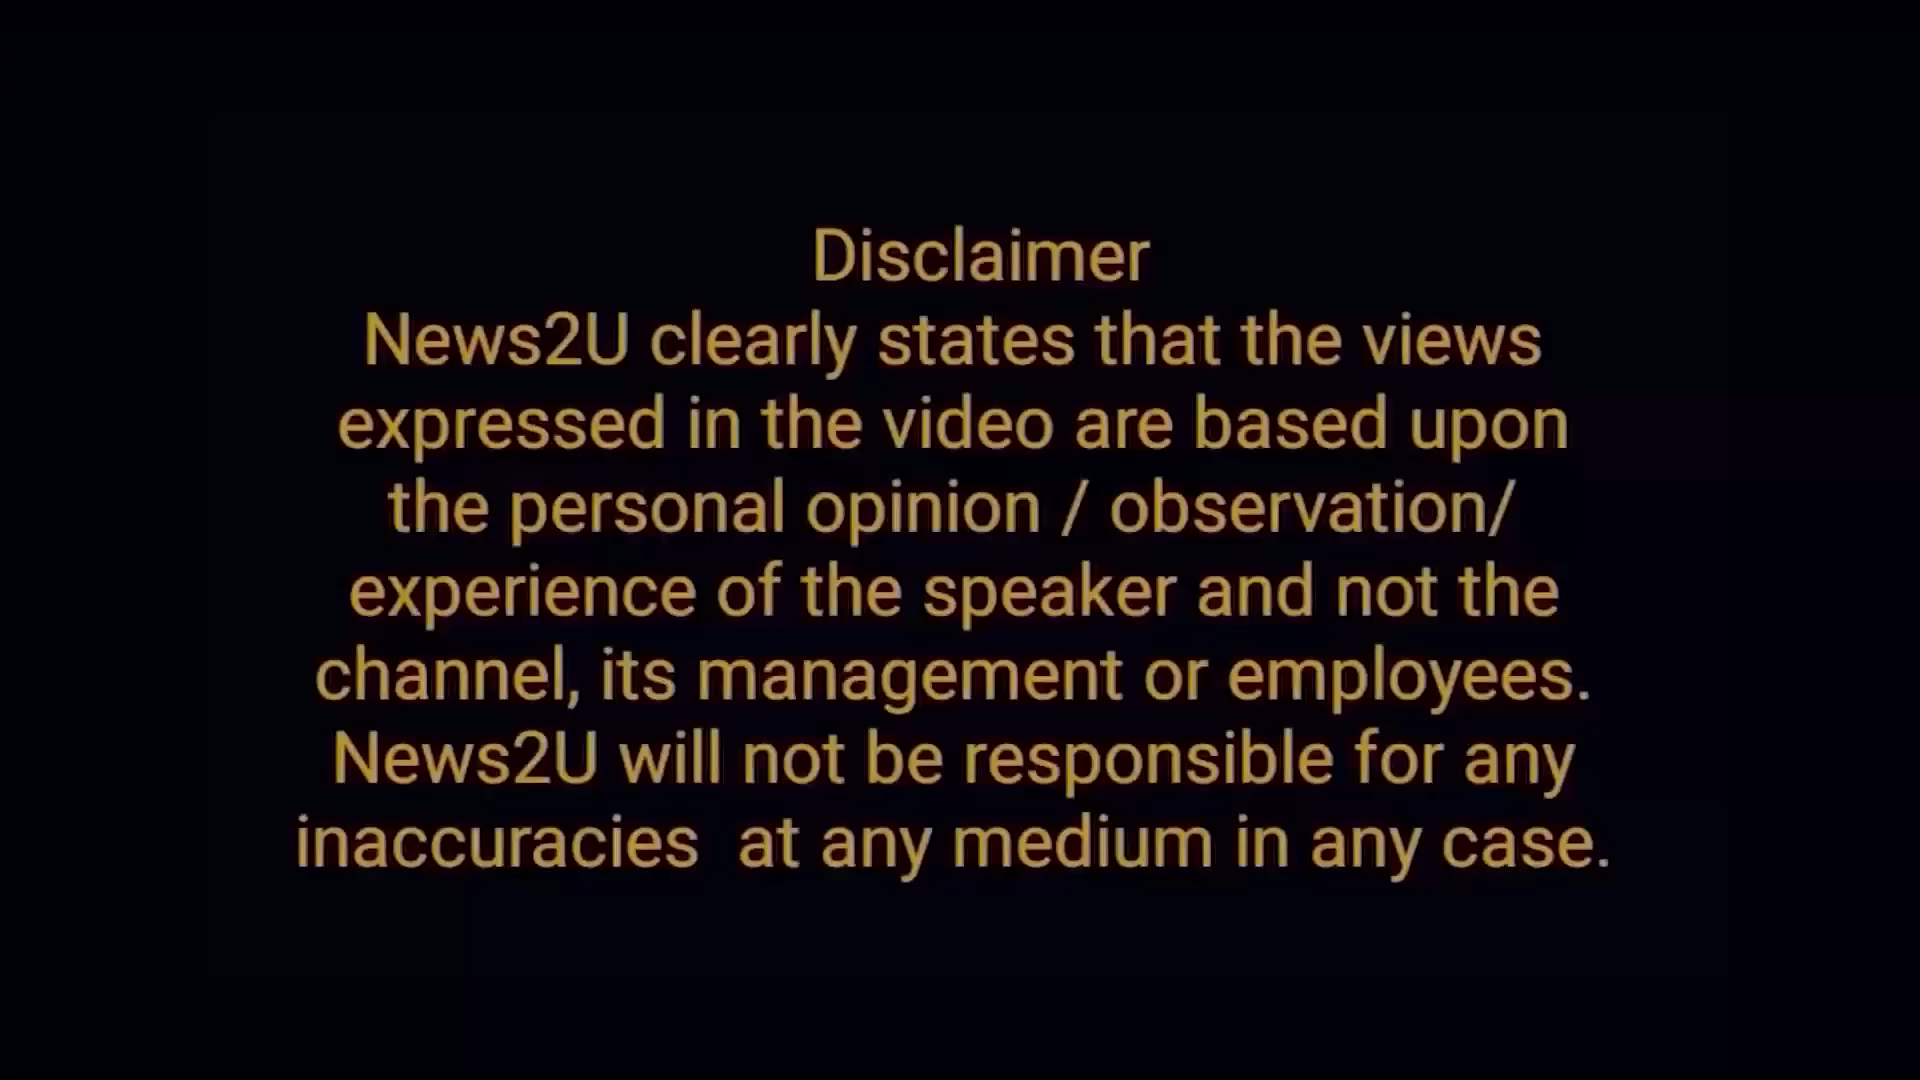 Disclaimer
News2U clearly states that the views
expressed in the video are based upon
the personal opinion / observation/
experience of the speaker and not the
channel, its management or employees.
News2U will not be responsible for any
inaccuracies  at any medium in any case.